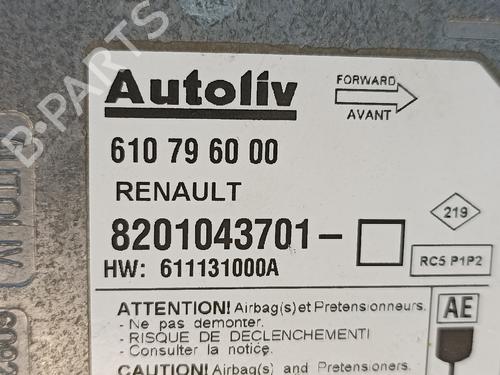 Autoliv
FORWARD
AVANT
610 79 60 00
RENAULT
8201043701-
219
HW: 611131000A
RC5 P1P2
ATTENTION! Airbag(s) et Pretensionneurs.
- Ne pas demonter.
- RISQUE DE DECLENCHEMENT!
- Consulter la notice.
CAUTION! Airbag(s) and Pretensioners.
AE